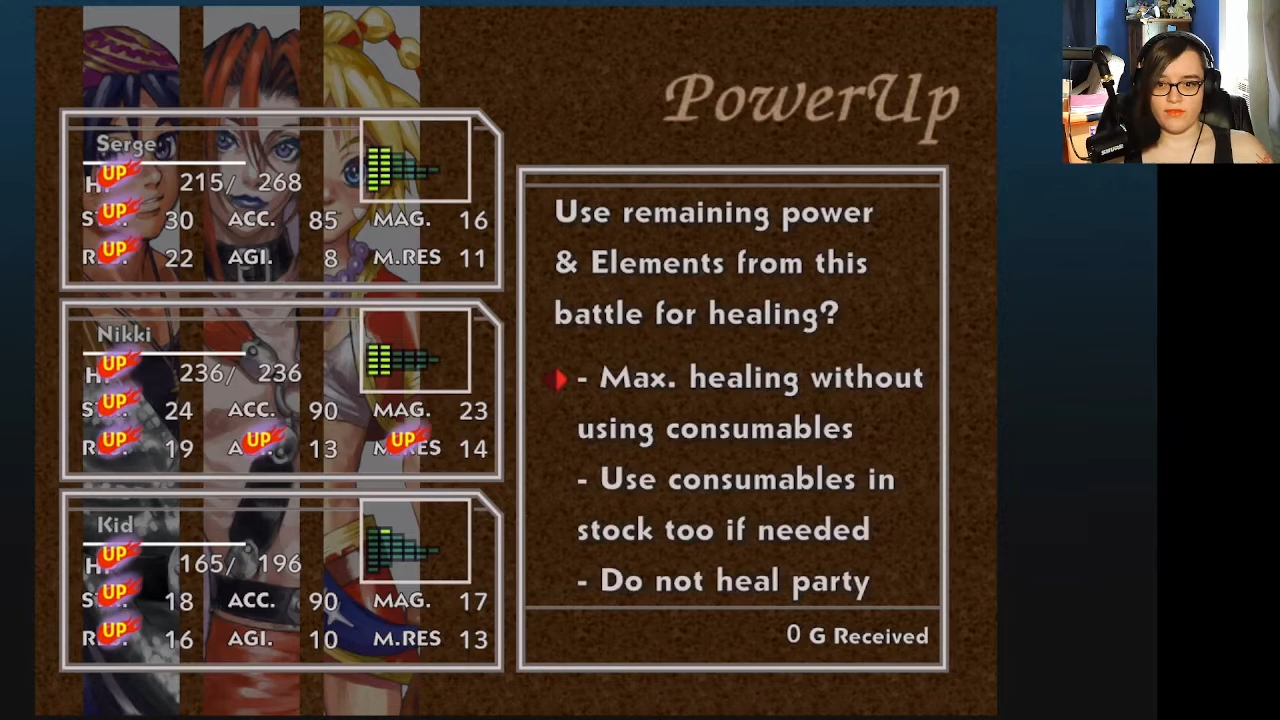 PowerUp
Serge
UP
215/ 268
UP 30 ACC. 85 MAG. 16
UP 22 AGI. 8 M.RES 11
Nikki
UP
236/ 236
UP 24 ACC. 90 MAG. 23
UP 19 UP 13 UP 14
Kid
UP
165/ 196
UP 18 ACC. 90 MAG. 17
UP 16 AGI. 10 M.RES 13
Use remaining power
& Elements from this
battle for healing?
- Max. healing without
using consumables
- Use consumables in
stock too if needed
- Do not heal party
0 G Received
SHURE